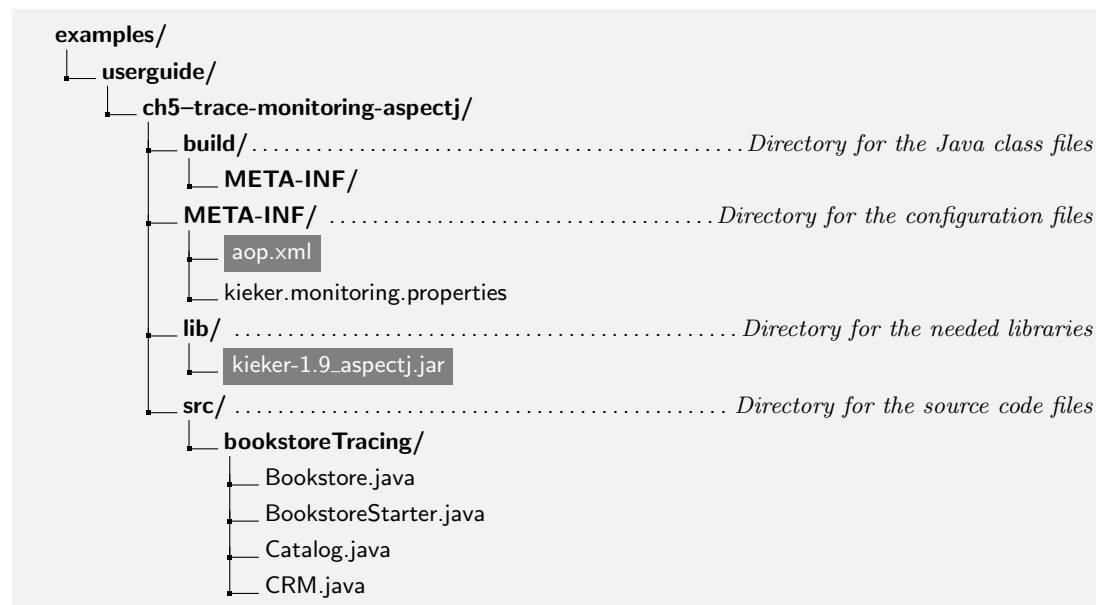 examples/
userguide/
ch5–trace-monitoring-aspectj/
build/ . . . . . . . . . . . . . . . . . . . . . . . . . . . . . . . . . . . . . . . . . . . . . . Directory for the Java class files
META-INF/
META-INF/ . . . . . . . . . . . . . . . . . . . . . . . . . . . . . . . . . . . . Directory for the configuration files
aop.xml
kieker.monitoring.properties
lib/ . . . . . . . . . . . . . . . . . . . . . . . . . . . . . . . . . . . . . . . . . . . . . . . Directory for the needed libraries
kieker-1.9_aspectj.jar
src/ . . . . . . . . . . . . . . . . . . . . . . . . . . . . . . . . . . . . . . . . . . . . . . Directory for the source code files
bookstoreTracing/
Bookstore.java
BookstoreStarter.java
Catalog.java
CRM.java